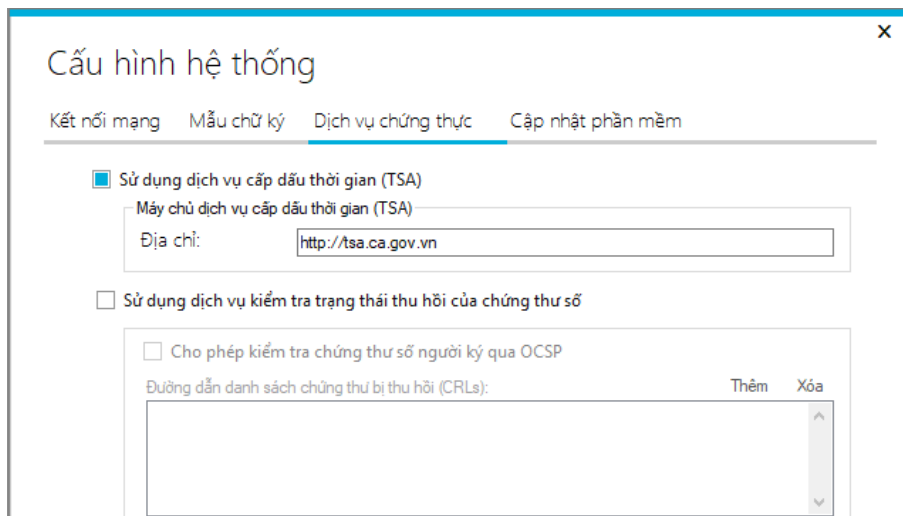 Cấu hình hệ thống
Kết nối mạng Mẫu chữ ký Dịch vụ chứng thực Cập nhật phần mềm
Sử dụng dịch vụ cấp dấu thời gian (TSA)
Máy chủ dịch vụ cấp dấu thời gian (TSA)
Địa chỉ: http://tsa.ca.gov.vn
Sử dụng dịch vụ kiểm tra trạng thái thu hồi của chứng thư số
Cho phép kiểm tra chứng thư số người ký qua OCSP
Đường dẫn danh sách chứng thư bị thu hồi (CRLs): Thêm Xóa